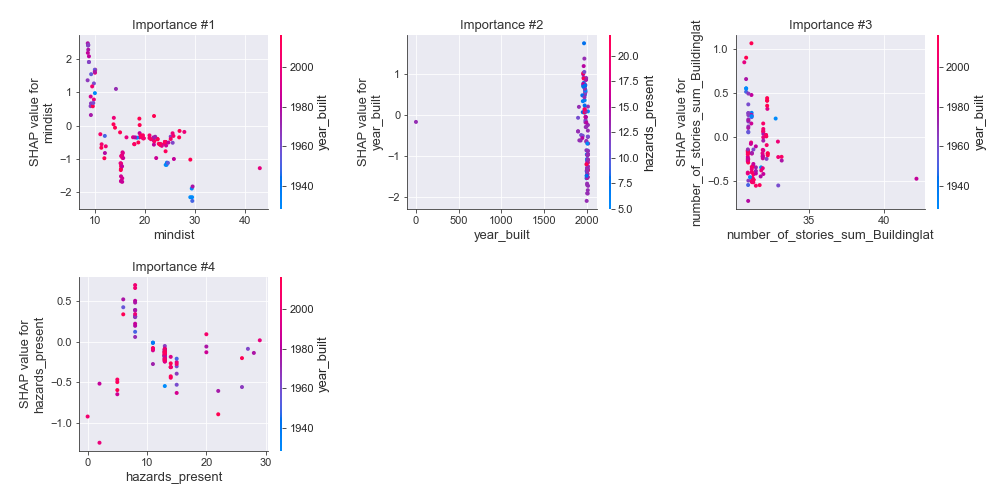 Importance #1
SHAP value for
mindist
2
1
0
−1
−2
10
20
30
40
mindist
2000
1980
1960
1940
year_built
Importance #2
SHAP value for
year_built
1
0
−1
−2
0
500
1000
1500
2000
year_built
22.5
20.0
17.5
15.0
12.5
10.0
7.5
5.0
hazards_present
Importance #3
SHAP value for
number_of_stories_sum_Buildinglat
1.0
0.5
0.0
−0.5
35
40
number_of_stories_sum_Buildinglat
2000
1980
1960
1940
year_built
Importance #4
SHAP value for
hazards_present
0.5
0.0
−0.5
−1.0
0
10
20
30
hazards_present
2000
1980
1960
1940
year_built